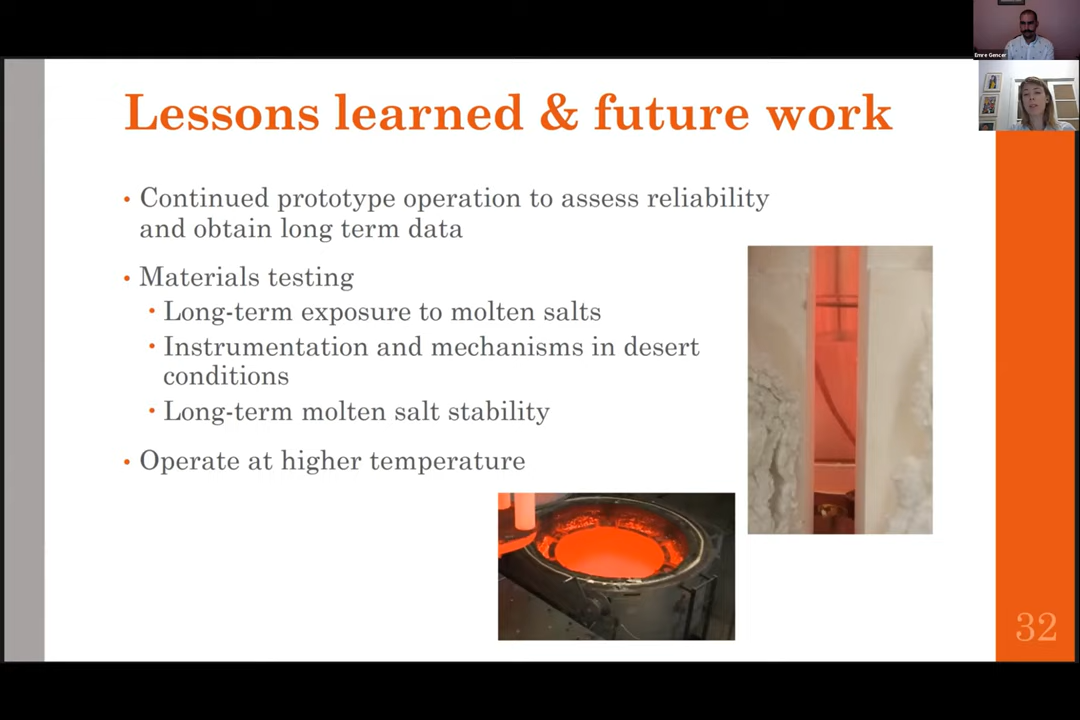 Emre Gencer
Lessons learned & future work
• Continued prototype operation to assess reliability
and obtain long term data
• Materials testing
• Long-term exposure to molten salts
• Instrumentation and mechanisms in desert
conditions
• Long-term molten salt stability
• Operate at higher temperature
32